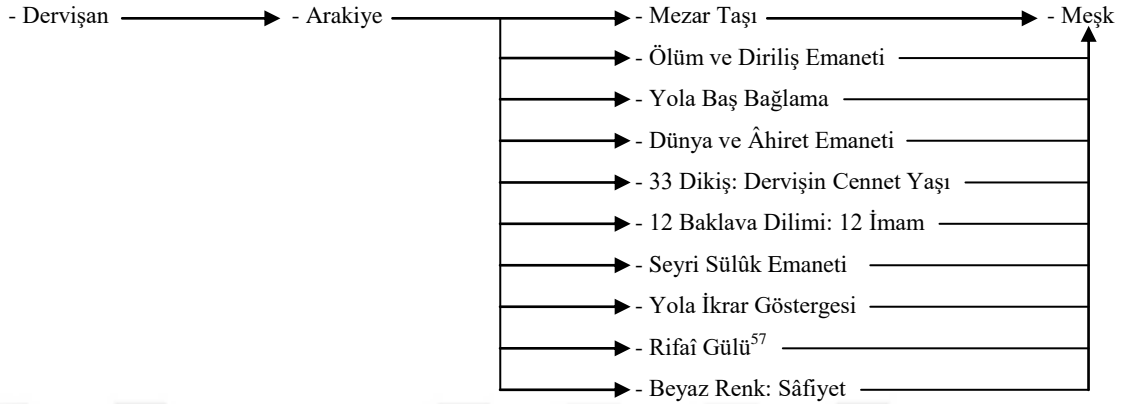 - Dervişan - Arakiye - Mezar Taşı - Meşk
- Ölüm ve Diriliş Emaneti
- Yola Baş Bağlama
- Dünya ve Âhiret Emaneti
- 33 Dikiş: Dervişin Cennet Yaşı
- 12 Baklava Dilimi: 12 İmam
- Seyri Sülûk Emaneti
- Yola İkrar Göstergesi
- Rifaî Gülü57
- Beyaz Renk: Sâfiyet